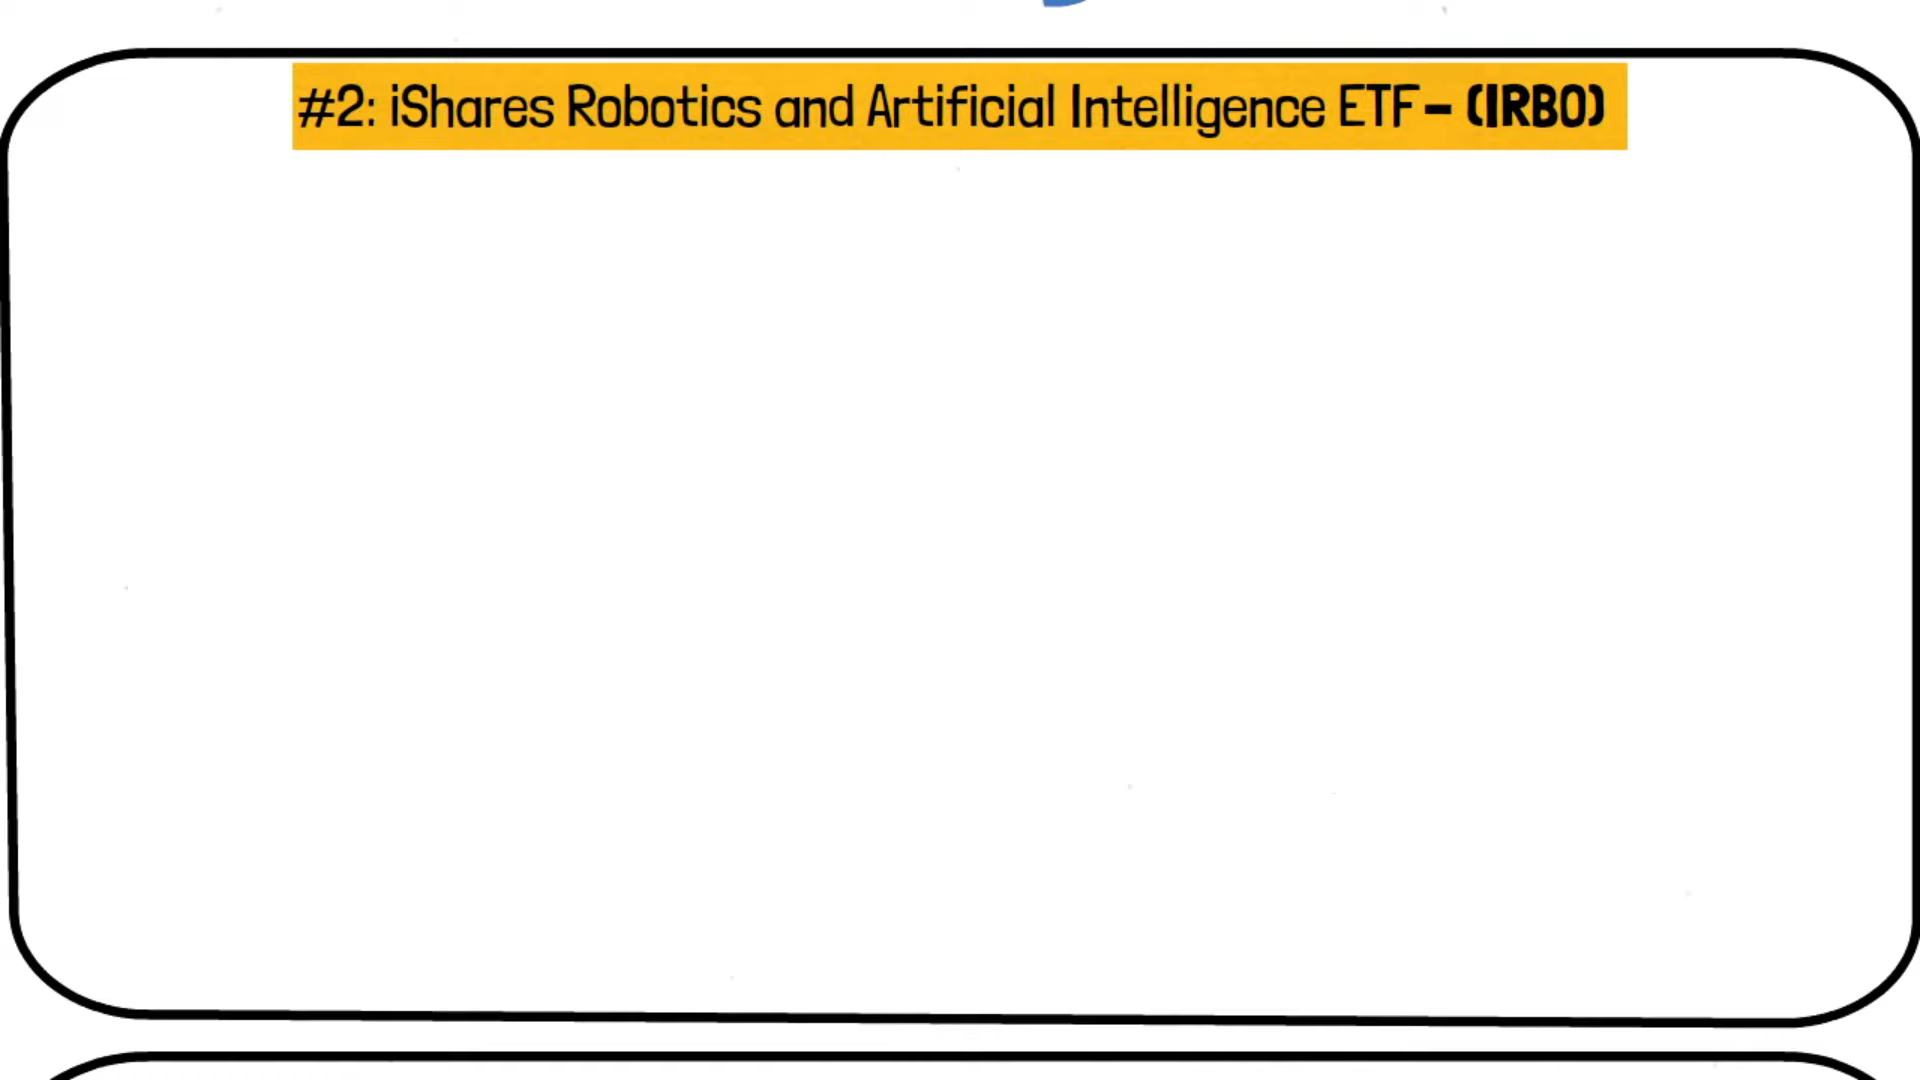 #2: iShares Robotics and Artificial Intelligence ETF – (IRBO)